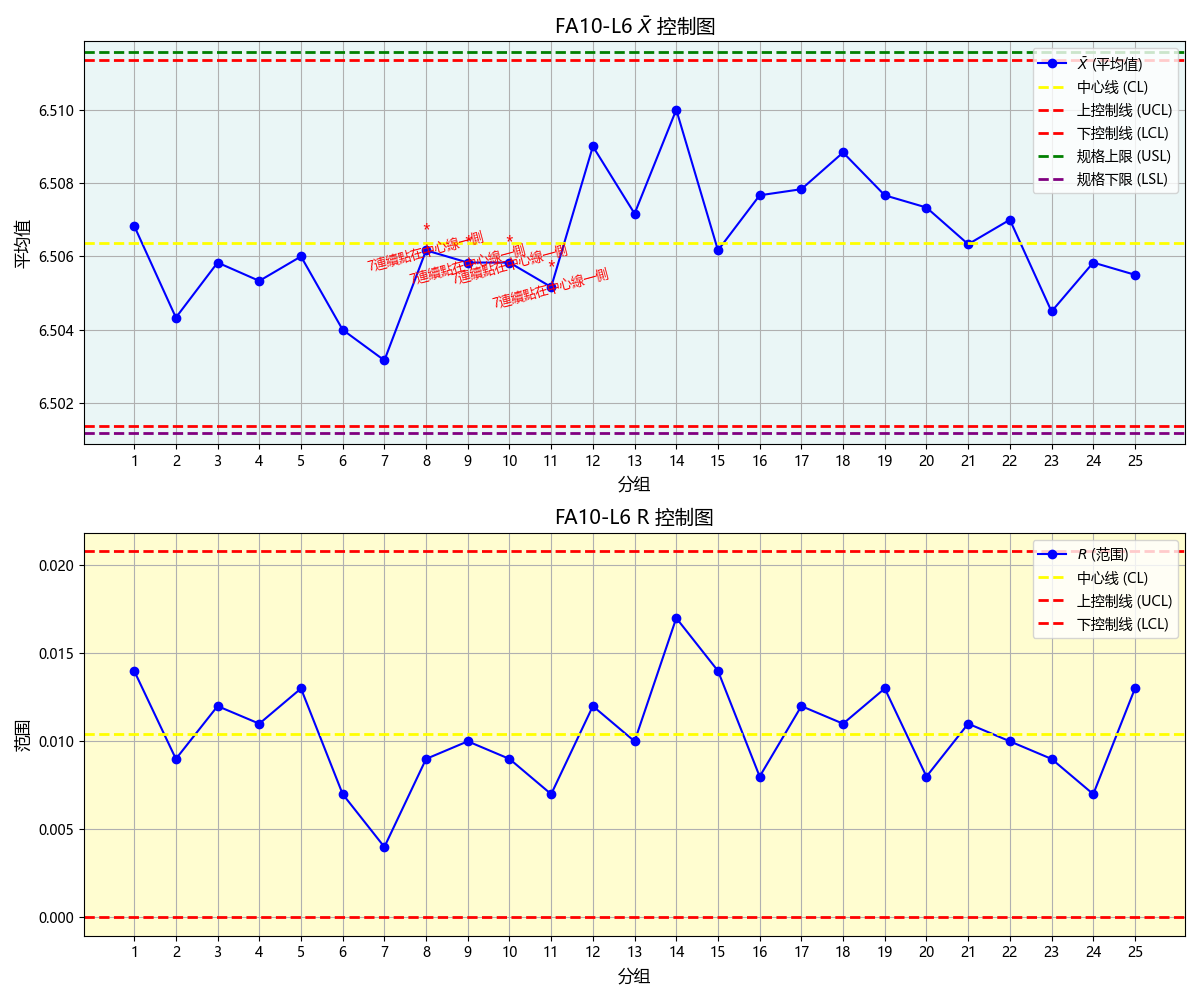 FA10-L6 X̄ 控制图
平均值
6.510
6.508
6.506
6.504
6.502
X̄ (平均值)
中心线 (CL)
上控制线 (UCL)
下控制线 (LCL)
规格上限 (USL)
规格下限 (LSL)
*
7連續點在中心線一側
*
7連續點在中心線一側
*
7連續點在中心線一側
*
7連續點在中心線一側
1 2 3 4 5 6 7 8 9 10 11 12 13 14 15 16 17 18 19 20 21 22 23 24 25
分组
FA10-L6 R 控制图
范围
0.020
0.015
0.010
0.005
0.000
R (范围)
中心线 (CL)
上控制线 (UCL)
下控制线 (LCL)
1 2 3 4 5 6 7 8 9 10 11 12 13 14 15 16 17 18 19 20 21 22 23 24 25
分组